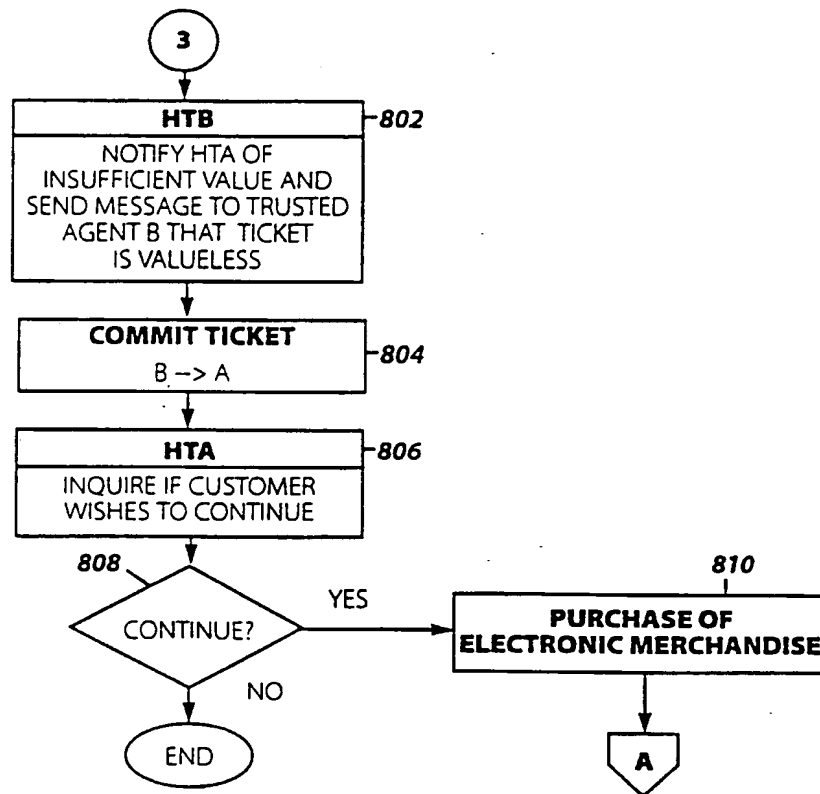 3
HTB
802
NOTIFY HTA OF
INSUFFICIENT VALUE AND
SEND MESSAGE TO TRUSTED
AGENT B THAT TICKET
IS VALUELESS
COMMIT TICKET
804
B --> A
HTA
806
INQUIRE IF CUSTOMER
WISHES TO CONTINUE
808
CONTINUE?
YES
NO
END
810
PURCHASE OF
ELECTRONIC MERCHANDISE
A